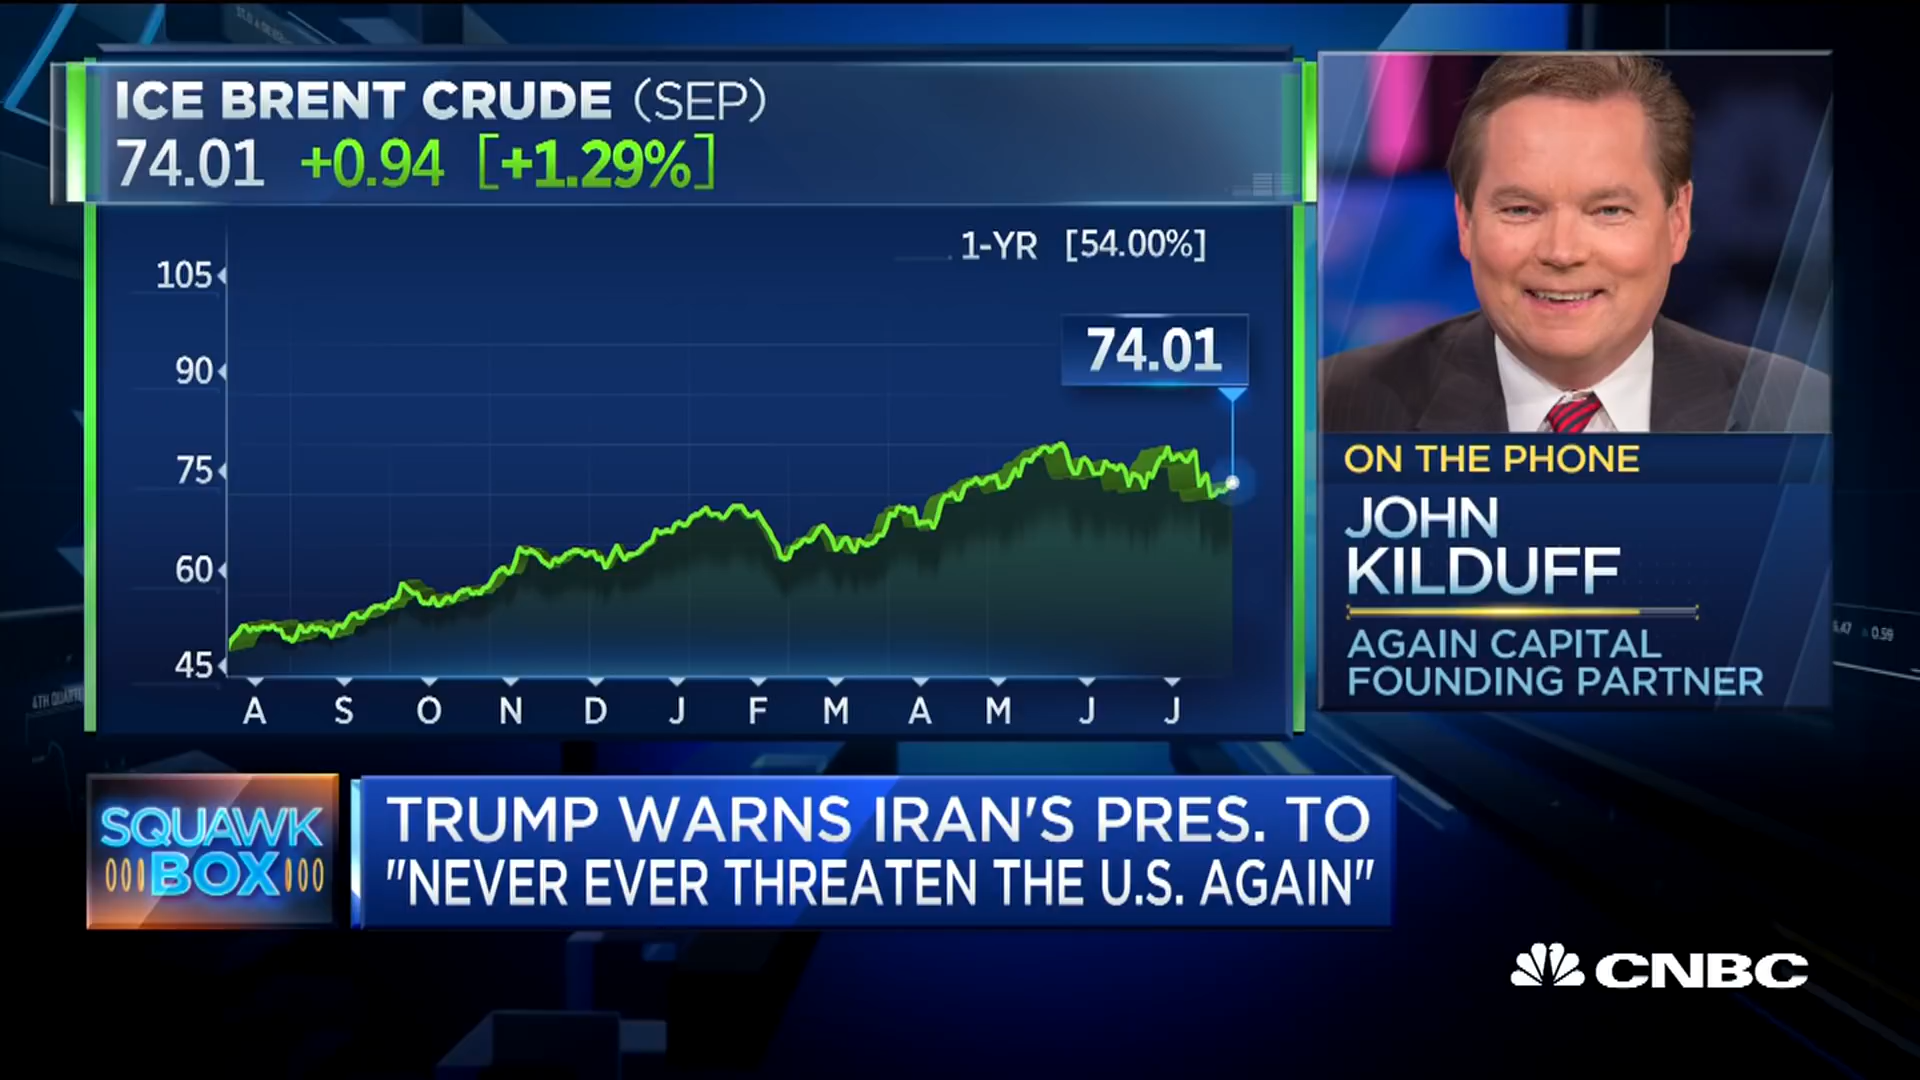 ICE BRENT CRUDE (SEP)
74.01 +0.94 [+1.29%]
1-YR [54.00%]
74.01
105
90
75
60
45
A S O N D J F M A M J J
ON THE PHONE
JOHN
KILDUFF
AGAIN CAPITAL
FOUNDING PARTNER
0.59
SQUAWK
BOX
TRUMP WARNS IRAN'S PRES. TO
"NEVER EVER THREATEN THE U.S. AGAIN"
CNBC